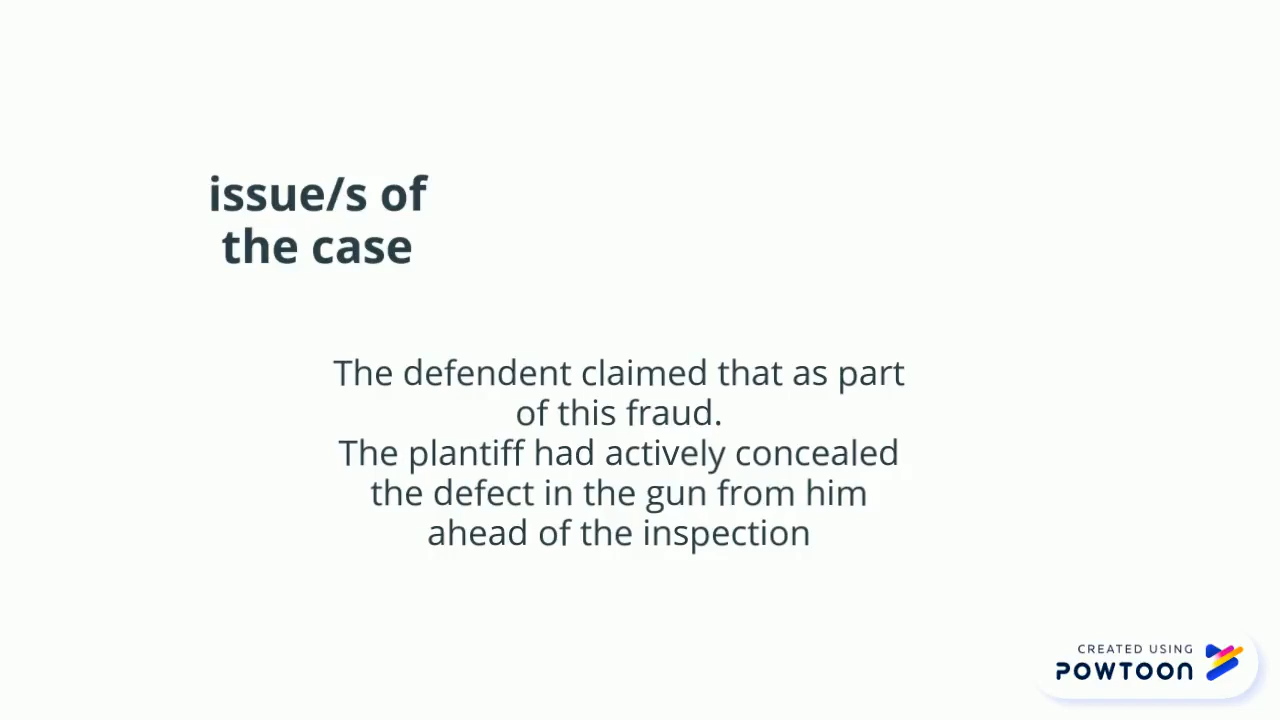 issue/s of
the case
The defendent claimed that as part
of this fraud.
The plantiff had actively concealed
the defect in the gun from him
ahead of the inspection
CREATED USING
POWTOON